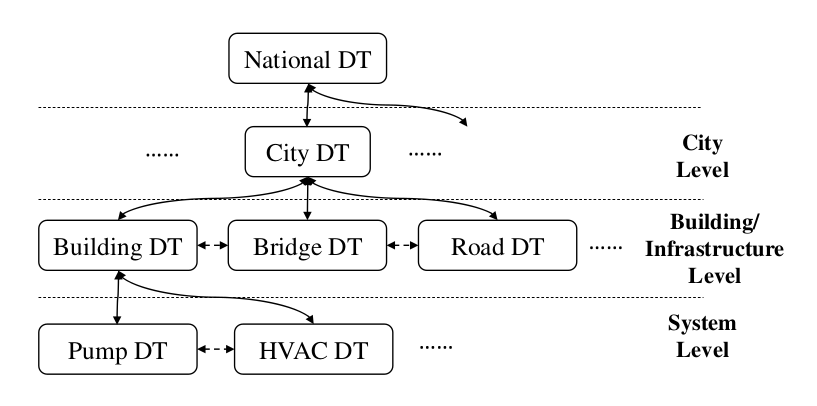 National DT
...... City DT ...... City
Level
Building DT Bridge DT Road DT ...... Building/
Infrastructure
Level
Pump DT HVAC DT ...... System
Level